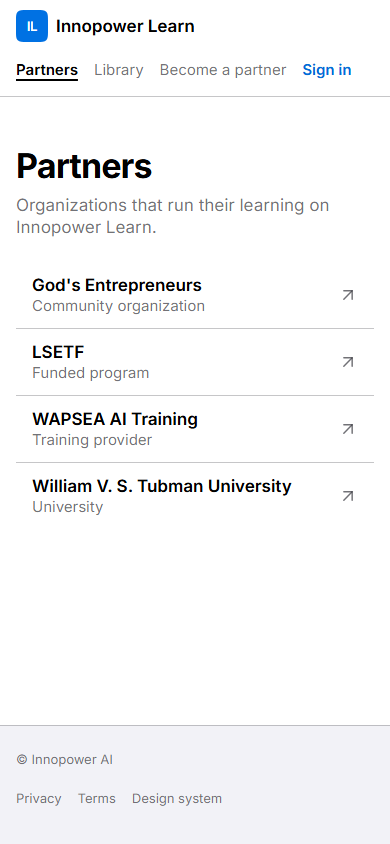 IL Innopower Learn
Partners Library Become a partner Sign in
Partners
Organizations that run their learning on
Innopower Learn.
God's Entrepreneurs
Community organization
LSETF
Funded program
WAPSEA AI Training
Training provider
William V. S. Tubman University
University
© Innopower AI
Privacy Terms Design system